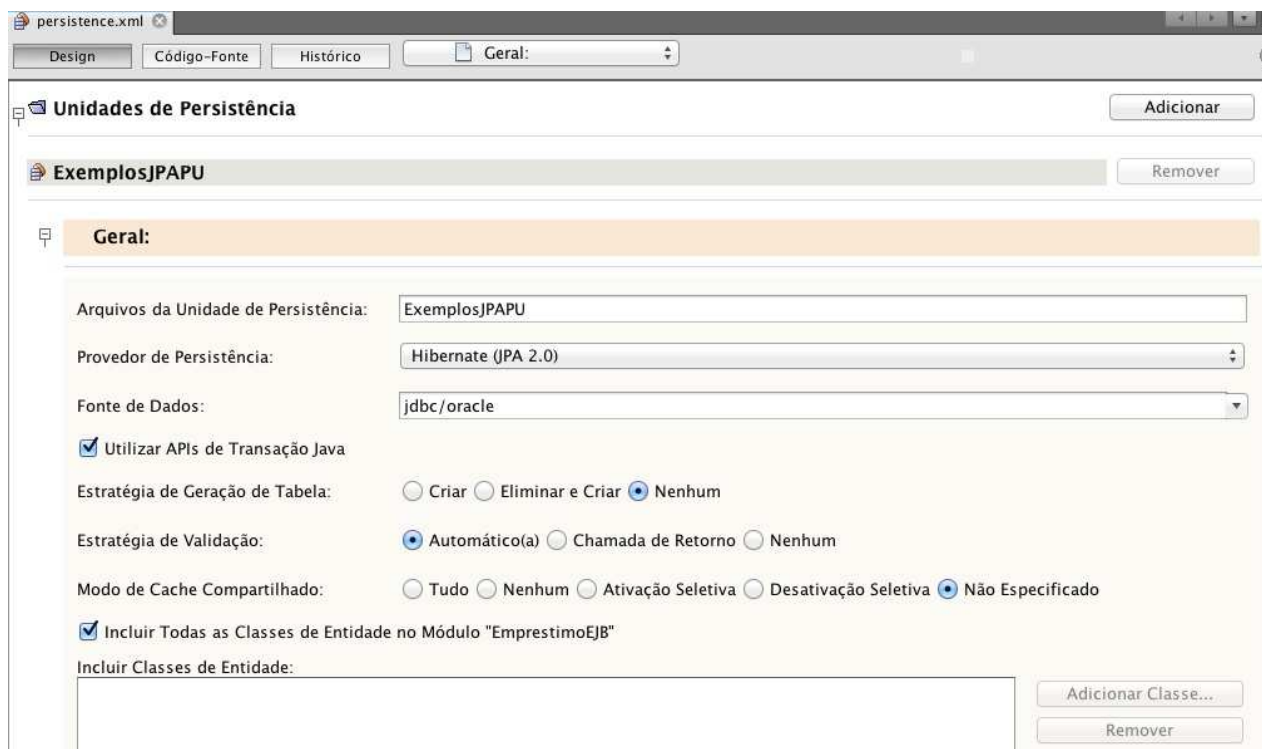 persistence.xml
Design Código-Fonte Histórico Geral:
Unidades de Persistência Adicionar
ExemplosJPAPU Remover
Geral:
Arquivos da Unidade de Persistência: ExemplosJPAPU
Provedor de Persistência: Hibernate (JPA 2.0)
Fonte de Dados: jdbc/oracle
Utilizar APIs de Transação Java
Estratégia de Geração de Tabela: Criar Eliminar e Criar Nenhum
Estratégia de Validação: Automático(a) Chamada de Retorno Nenhum
Modo de Cache Compartilhado: Tudo Nenhum Ativação Seletiva Desativação Seletiva Não Especificado
Incluir Todas as Classes de Entidade no Módulo "EmprestimoEJB"
Incluir Classes de Entidade:
Adicionar Classe...
Remover